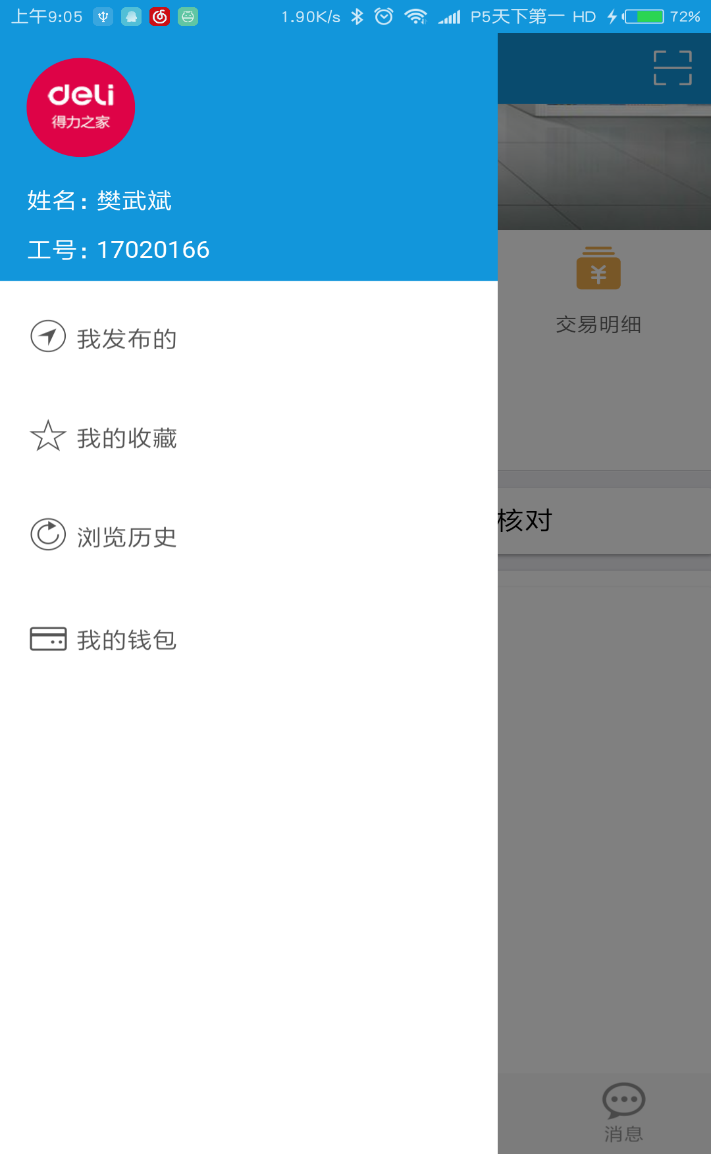 上午9:05 1.90K/s P5天下第一 HD 72%
deli
得力之家
姓名：樊武斌
工号：17020166
我发布的
我的收藏
浏览历史
我的钱包
交易明细
核对
消息